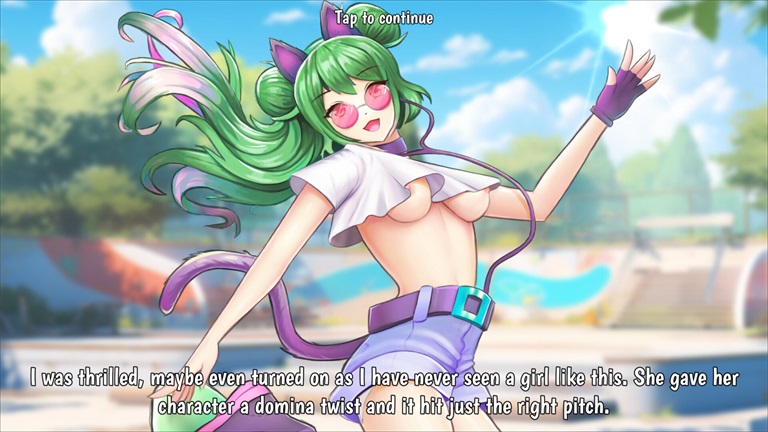 Tap to continue
I was thrilled, maybe even turned on as I have never seen a girl like this. She gave her
character a domina twist and it hit just the right pitch.